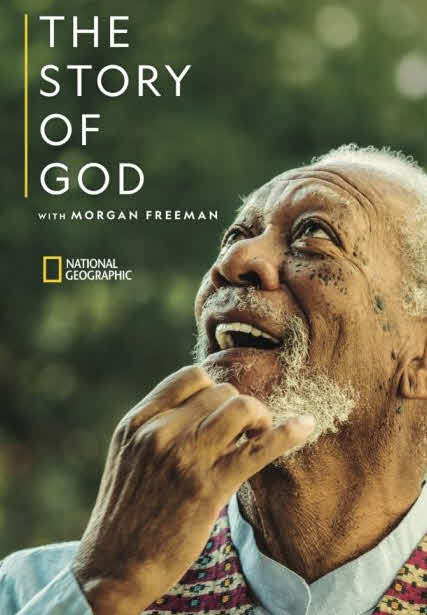 THE
STORY
OF
GOD
WITH MORGAN FREEMAN
NATIONAL
GEOGRAPHIC